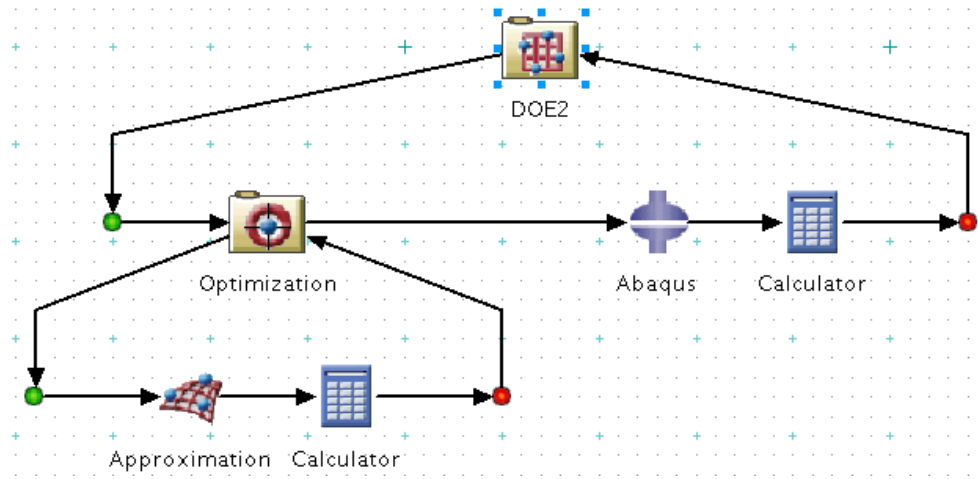 DOE2
Optimization
Abaqus
Calculator
Approximation
Calculator